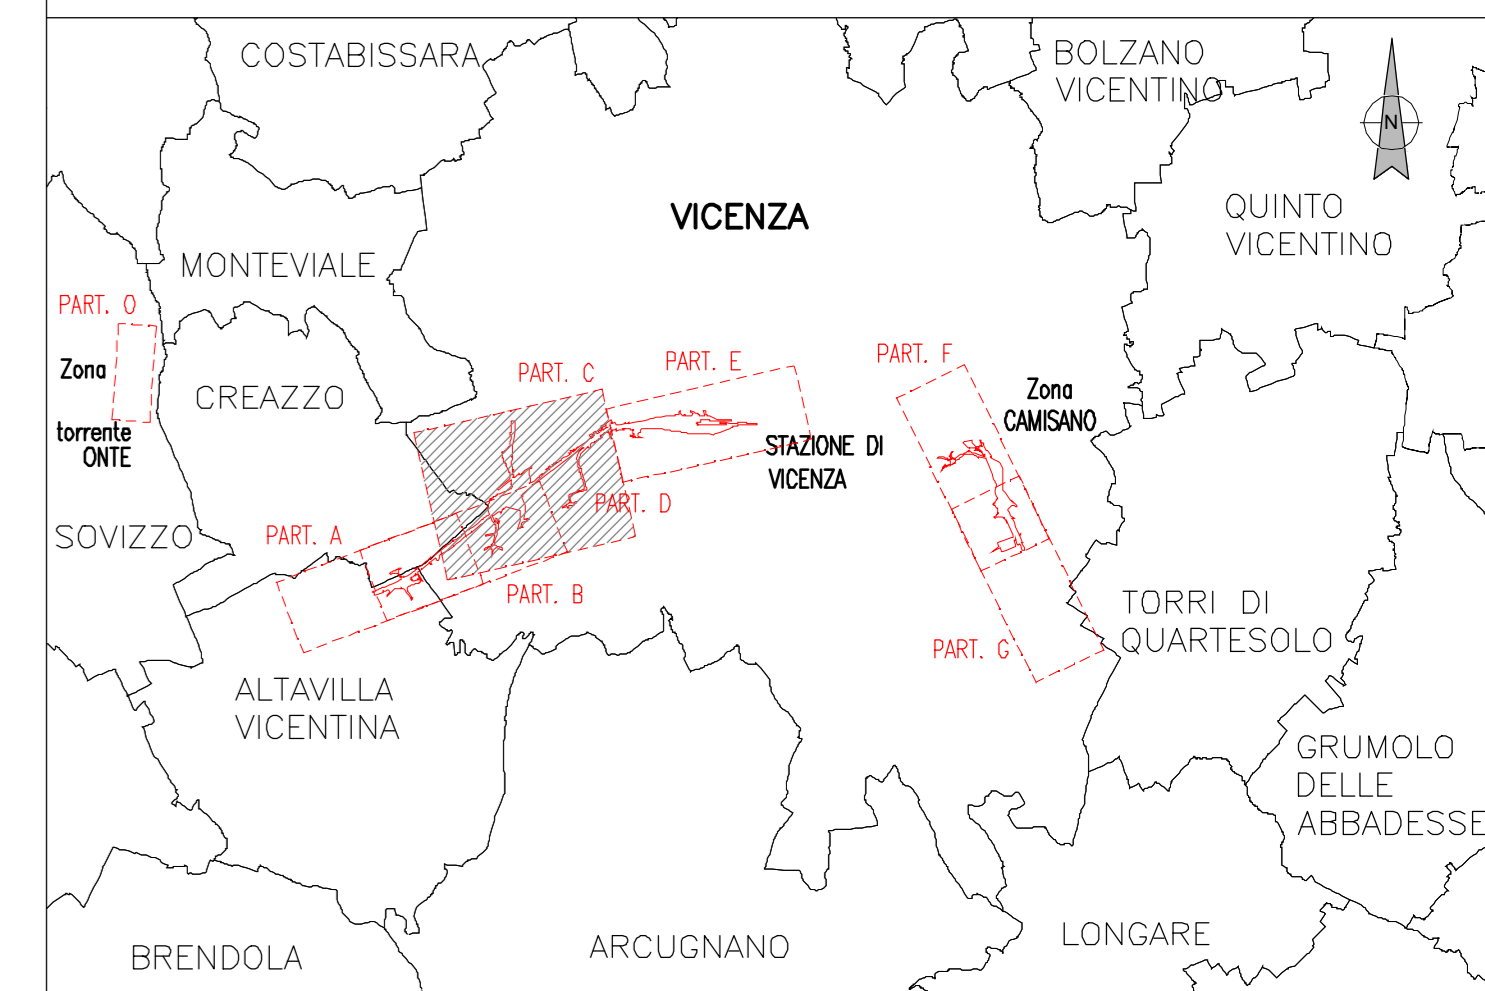 COSTABISSARA
BOLZANO
VICENTINO
N
VICENZA
QUINTO
VICENTINO
MONTEVIALE
PART. O
Zona
torrente
ONTE
CREAZZO
PART. C
PART. E
PART. F
Zona
CAMISANO
STAZIONE DI
VICENZA
PART. D
SOVIZZO
PART. A
PART. B
TORRI DI
QUARTESOLO
PART. G
ALTAVILLA
VICENTINA
GRUMOLO
DELLE
ABBADESSE
BRENDOLA
ARCUGNANO
LONGARE